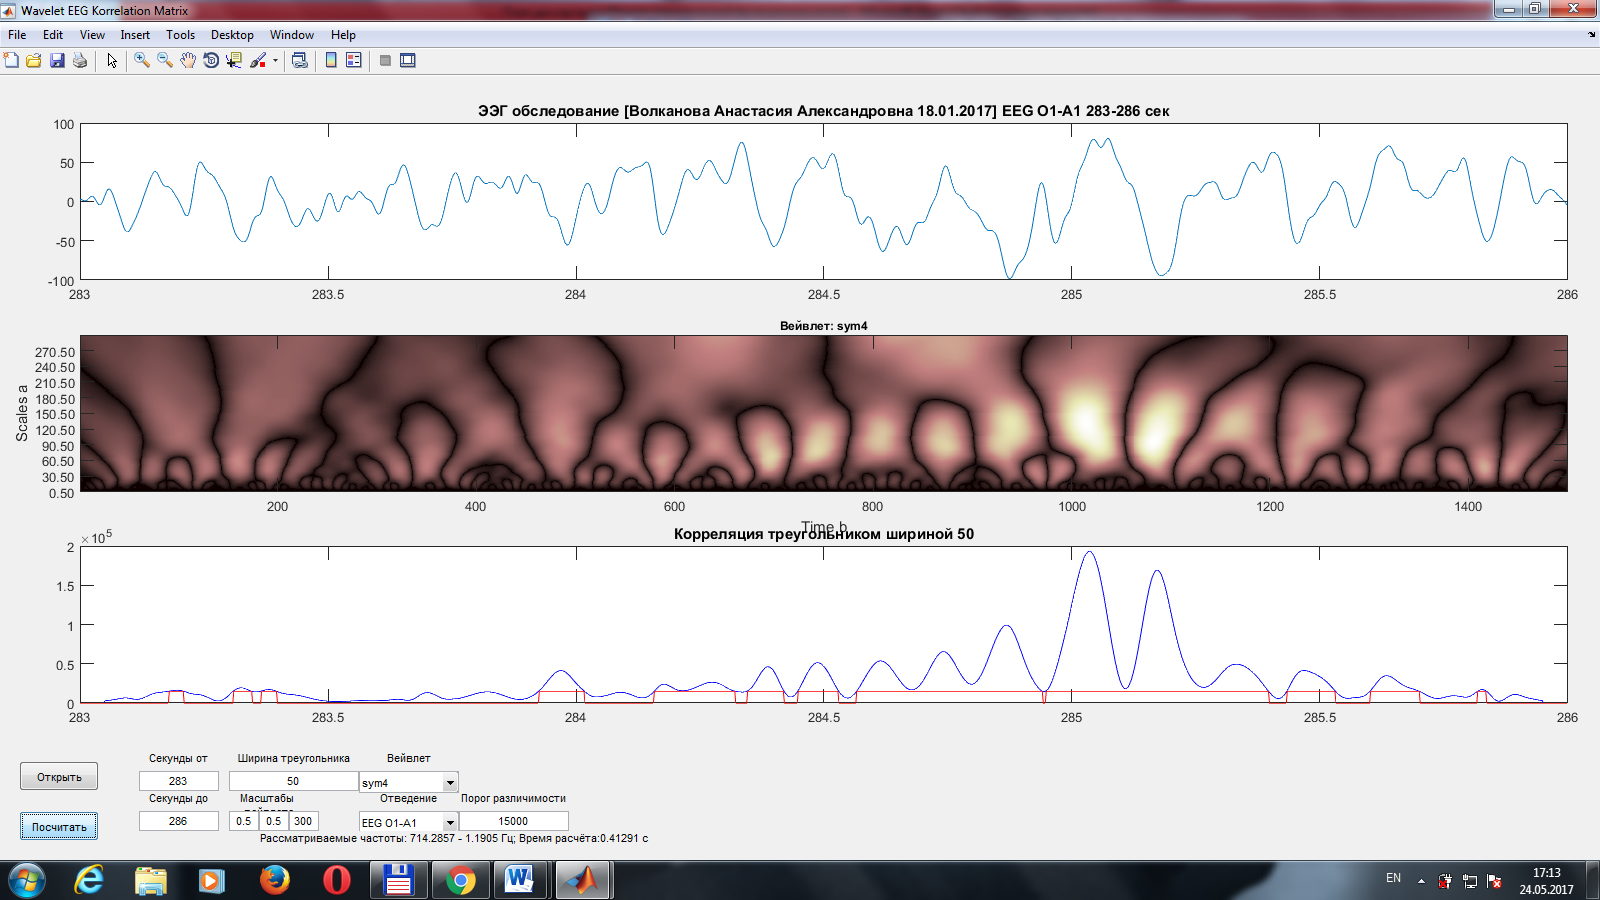 Wavelet EEG Korrelation Matrix
File Edit View Insert Tools Desktop Window Help
ЭЭГ обследование [Волканова Анастасия Александровна 18.01.2017] EEG O1-A1 283-286 сек
100
50
0
-50
-100
283 283.5 284 284.5 285 285.5 286
Вейвлет: sym4
Scales a
270.50
240.50
210.50
180.50
150.50
120.50
90.50
60.50
30.50
0.50
200 400 600 800 1000 1200 1400
Time b
Корреляция треугольником шириной 50
×10^5
2
1.5
1
0.5
0
283 283.5 284 284.5 285 285.5 286
Открыть
Посчитать
Секунды от Ширина треугольника Вейвлет
283 50 sym4
Секунды до Масштабы Отведение Порог различимости
286 0.5 0.5 300 EEG O1-A1 15000
Рассматриваемые частоты: 714.2857 - 1.1905 Гц; Время расчёта:0.41291 с
EN 17:13
24.05.2017